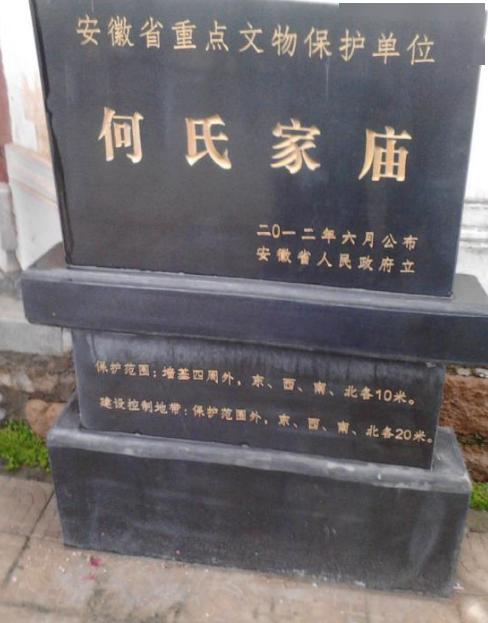 安徽省重点文物保护单位
何氏家庙
二0一二年六月公布
安徽省人民政府立
保护范围：墙基四周外，东、西、南、北各10米。
建设控制地带：保护范围外，东、西、南、北各20米。